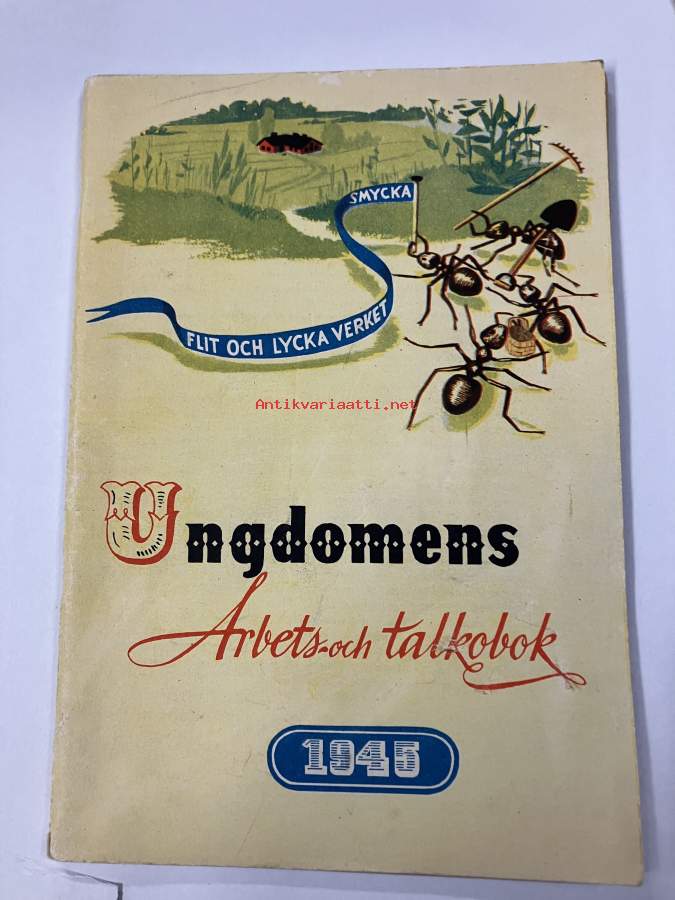 SMYCKA
FLIT OCH LYCKA VERKET
Antikvariaatti.net
Ungdomens
Arbets-och talkobok
1945